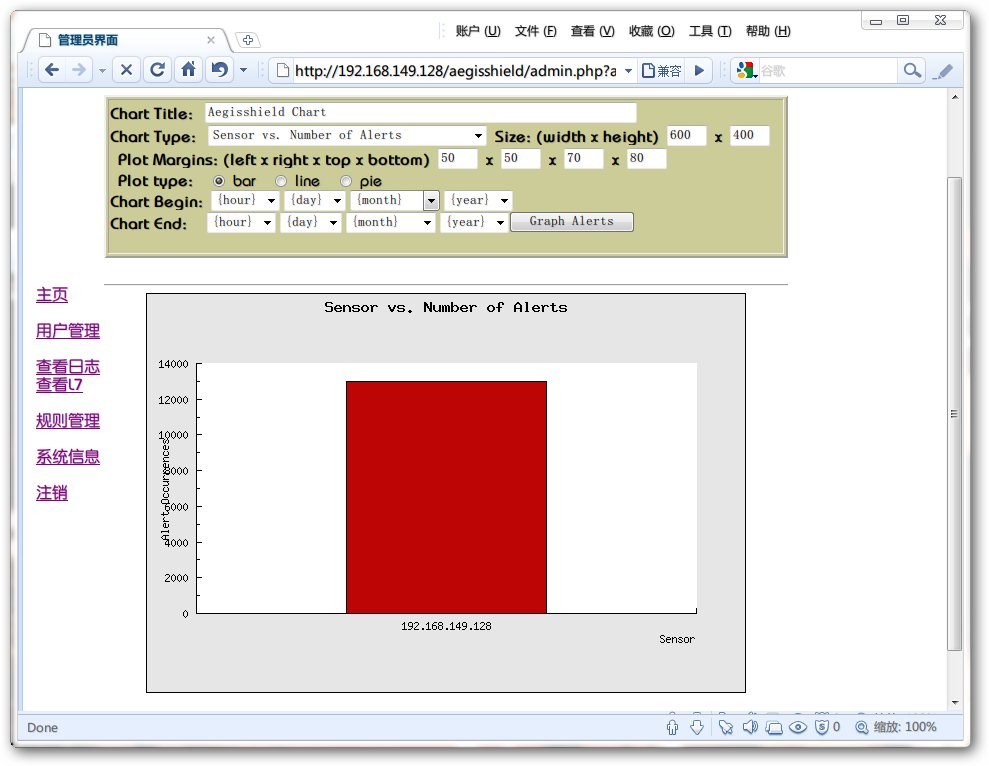 账户 (U) 文件 (F) 查看 (V) 收藏 (O) 工具 (T) 帮助 (H)
管理员界面
http://192.168.149.128/aegisshield/admin.php?a 兼容 谷歌
Chart Title: Aegisshield Chart
Chart Type: Sensor vs. Number of Alerts Size: (width x height) 600 x 400
Plot Margins: (left x right x top x bottom) 50 x 50 x 70 x 80
Plot type: bar line pie
Chart Begin: {hour} {day} {month} {year}
Chart End: {hour} {day} {month} {year} Graph Alerts
主页
用户管理
查看日志
查看l7
规则管理
系统信息
注销
Sensor vs. Number of Alerts
14000
12000
10000
8000
6000
4000
2000
0
Alert Occurrences
192.168.149.128
Sensor
Done 0 缩放: 100%